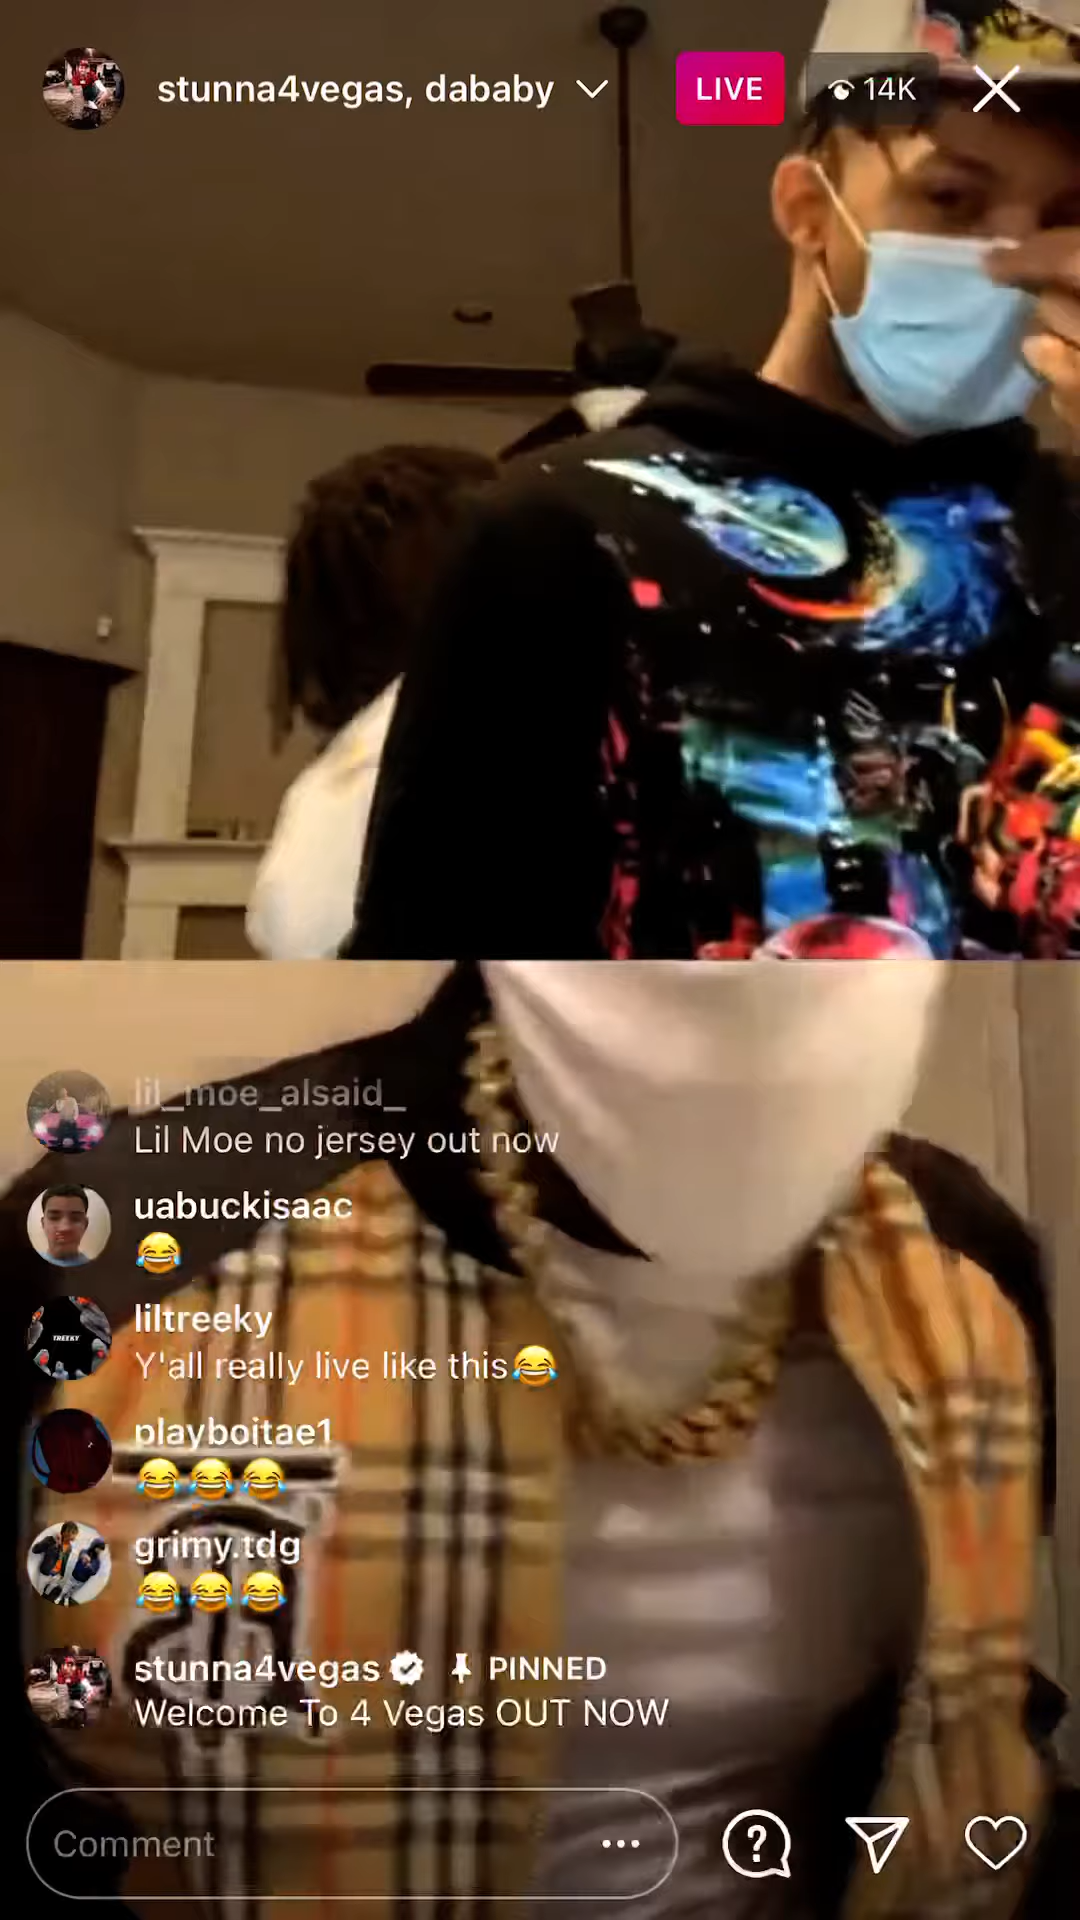 stunna4vegas, dababy
LIVE
14K
lil_moe_alsaid_
Lil Moe no jersey out now
uabuckisaac
😂
liltreeky
TREEKY
Y'all really live like this😂
playboitae1
😂😂😂
grimy.tdg
😂😂😂
stunna4vegas PINNED
Welcome To 4 Vegas OUT NOW
Comment